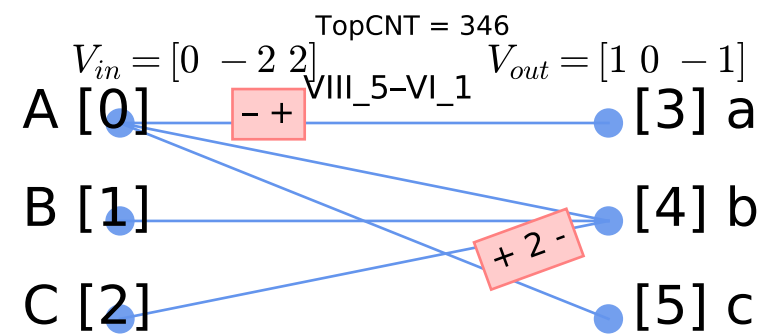 TopCNT = 346
V_in = [0 −2 2] V_out = [1 0 −1]
VIII_5–VI_1
A [0] – + [3] a
B [1] [4] b
+ 2 -
C [2] [5] c